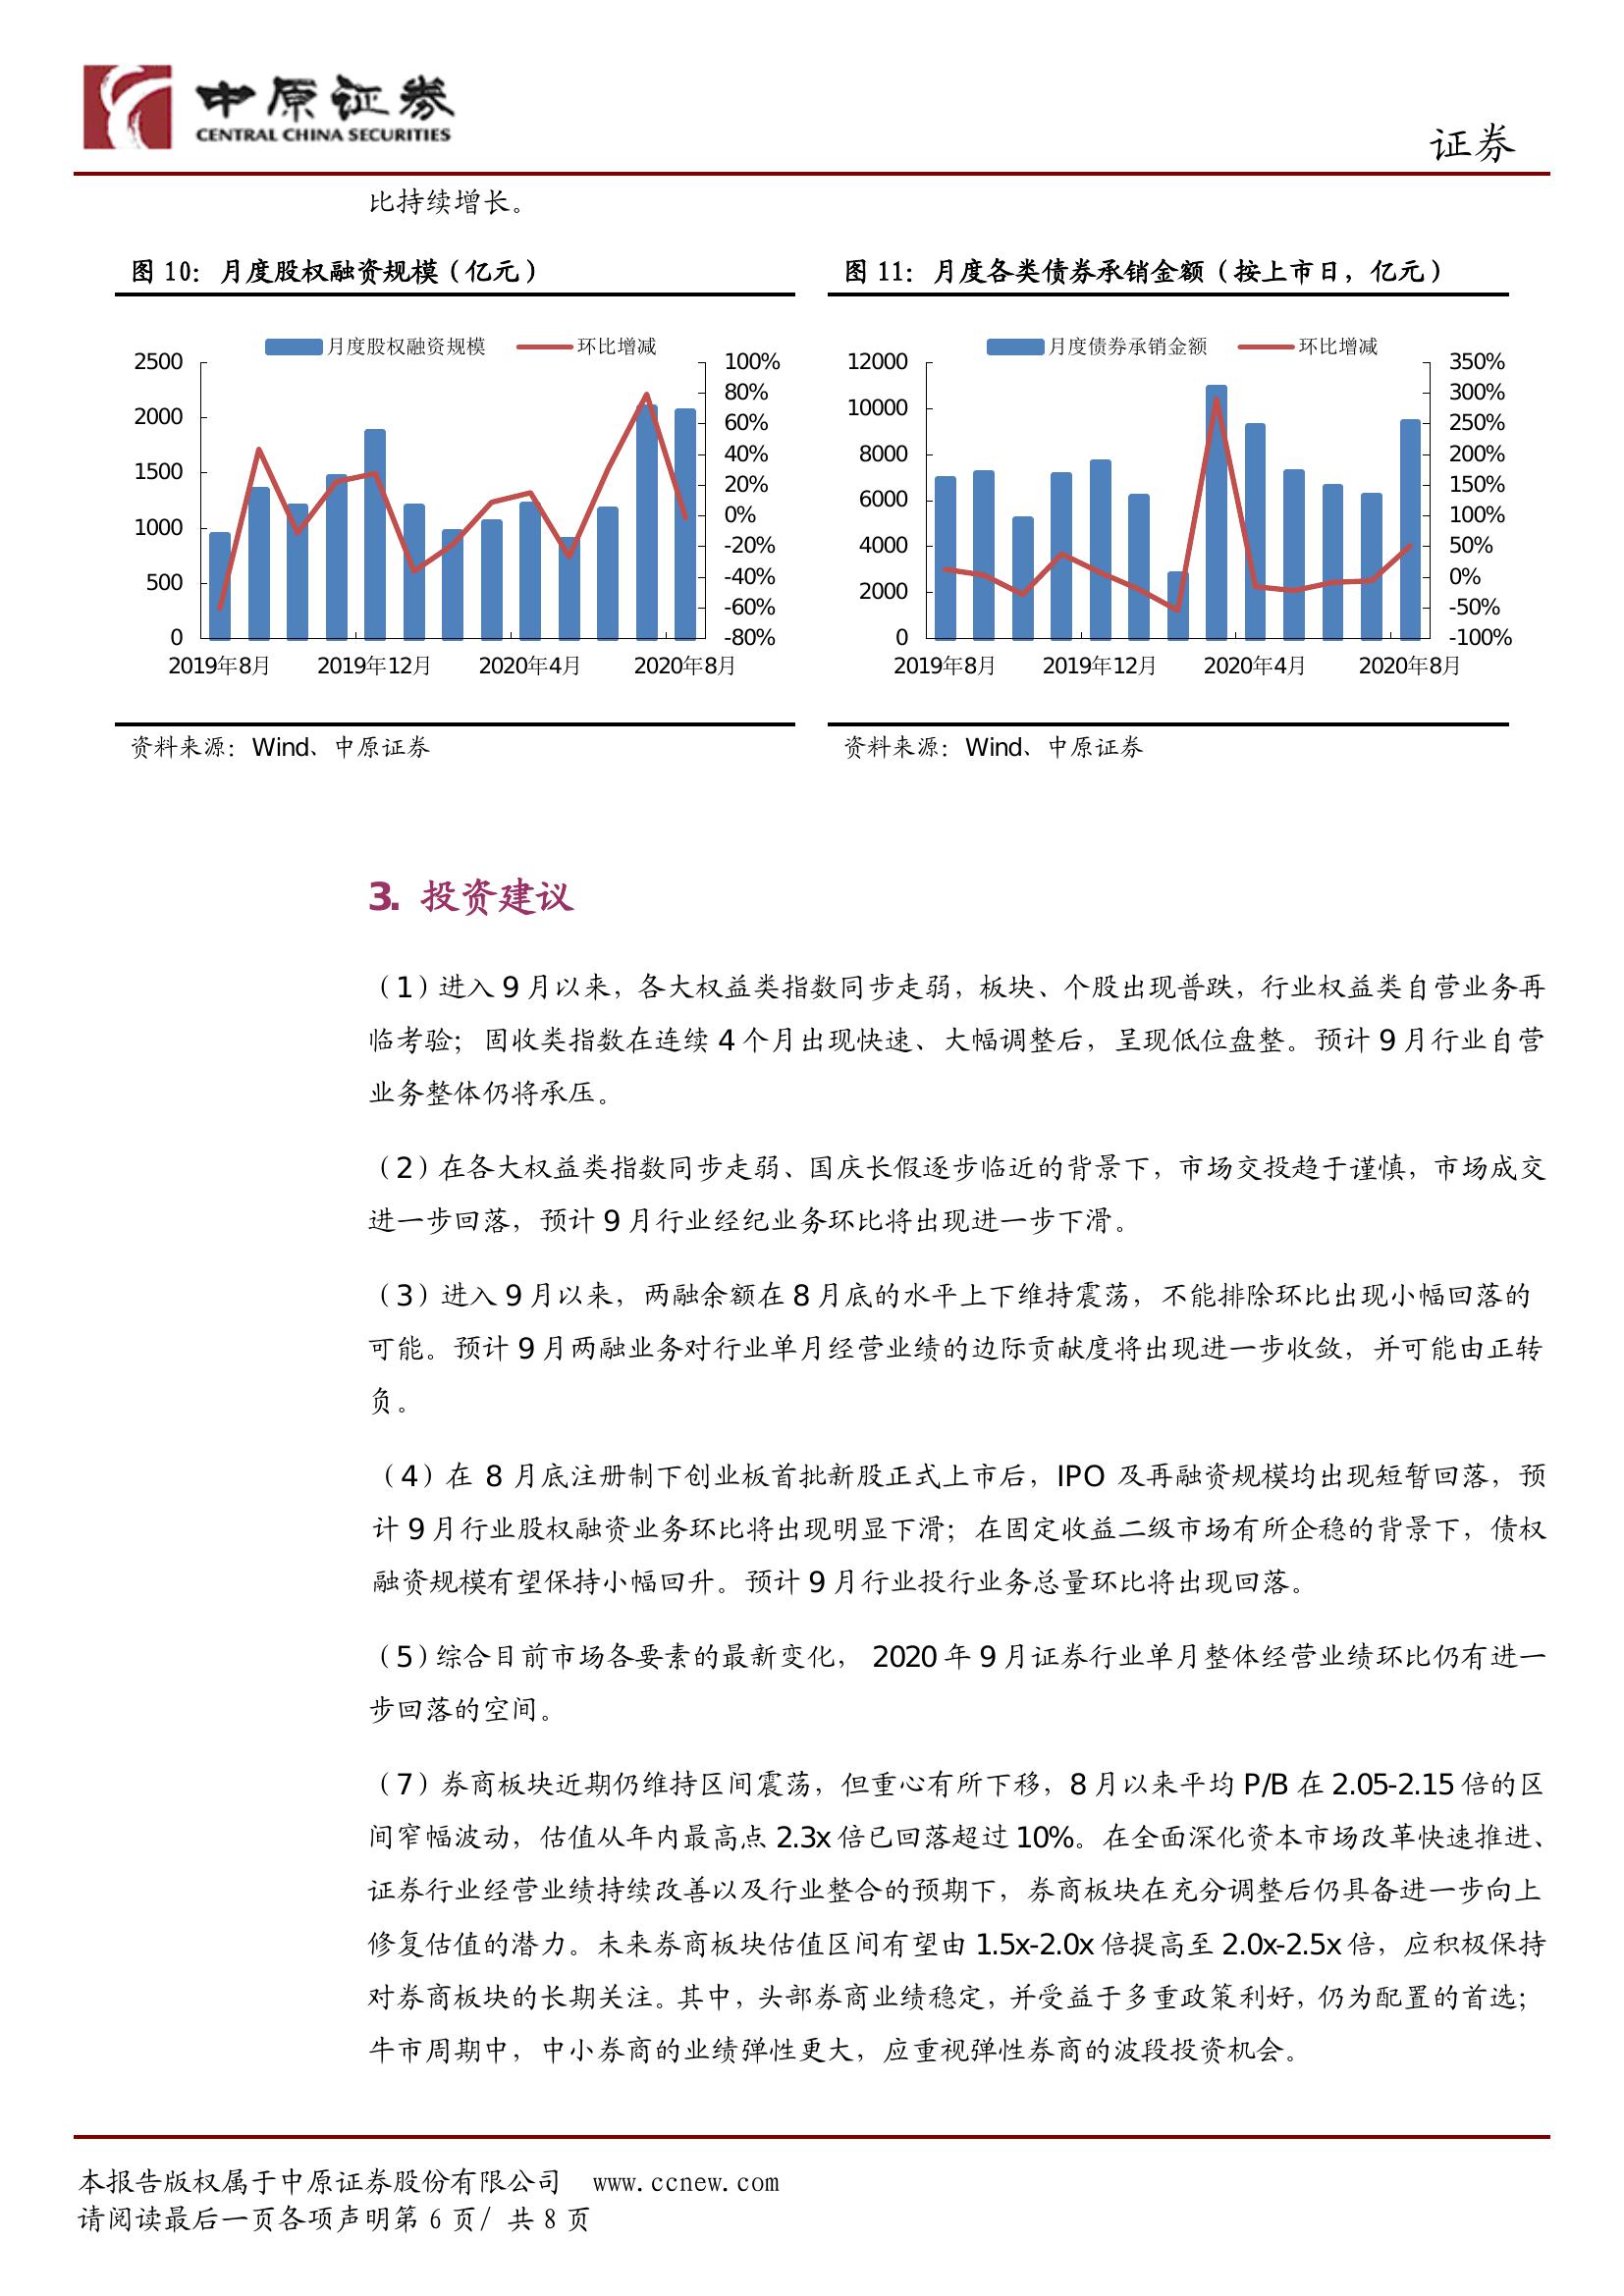 中原证券
CENTRAL CHINA SECURITIES
证券
比持续增长。
图 10：月度股权融资规模（亿元）
月度股权融资规模 环比增减
2500
2000
1500
1000
500
0
100%
80%
60%
40%
20%
0%
-20%
-40%
-60%
-80%
2019年8月 2019年12月 2020年4月 2020年8月
资料来源：Wind、中原证券
图 11：月度各类债券承销金额（按上市日，亿元）
月度债券承销金额 环比增减
12000
10000
8000
6000
4000
2000
0
350%
300%
250%
200%
150%
100%
50%
0%
-50%
-100%
2019年8月 2019年12月 2020年4月 2020年8月
资料来源：Wind、中原证券
3. 投资建议
（1）进入 9 月以来，各大权益类指数同步走弱，板块、个股出现普跌，行业权益类自营业务再
临考验；固收类指数在连续 4 个月出现快速、大幅调整后，呈现低位盘整。预计 9 月行业自营
业务整体仍将承压。
（2）在各大权益类指数同步走弱、国庆长假逐步临近的背景下，市场交投趋于谨慎，市场成交
进一步回落，预计 9 月行业经纪业务环比将出现进一步下滑。
（3）进入 9 月以来，两融余额在 8 月底的水平上下维持震荡，不能排除环比出现小幅回落的
可能。预计 9 月两融业务对行业单月经营业绩的边际贡献度将出现进一步收敛，并可能由正转
负。
（4）在 8 月底注册制下创业板首批新股正式上市后，IPO 及再融资规模均出现短暂回落，预
计 9 月行业股权融资业务环比将出现明显下滑；在固定收益二级市场有所企稳的背景下，债权
融资规模有望保持小幅回升。预计 9 月行业投行业务总量环比将出现回落。
（5）综合目前市场各要素的最新变化， 2020 年 9 月证券行业单月整体经营业绩环比仍有进一
步回落的空间。
（7）券商板块近期仍维持区间震荡，但重心有所下移，8 月以来平均 P/B 在 2.05-2.15 倍的区
间窄幅波动，估值从年内最高点 2.3x 倍已回落超过 10%。在全面深化资本市场改革快速推进、
证券行业经营业绩持续改善以及行业整合的预期下，券商板块在充分调整后仍具备进一步向上
修复估值的潜力。未来券商板块估值区间有望由 1.5x-2.0x 倍提高至 2.0x-2.5x 倍，应积极保持
对券商板块的长期关注。其中，头部券商业绩稳定，并受益于多重政策利好，仍为配置的首选；
牛市周期中，中小券商的业绩弹性更大，应重视弹性券商的波段投资机会。
本报告版权属于中原证券股份有限公司 www.ccnew.com
请阅读最后一页各项声明第 6 页/ 共 8 页